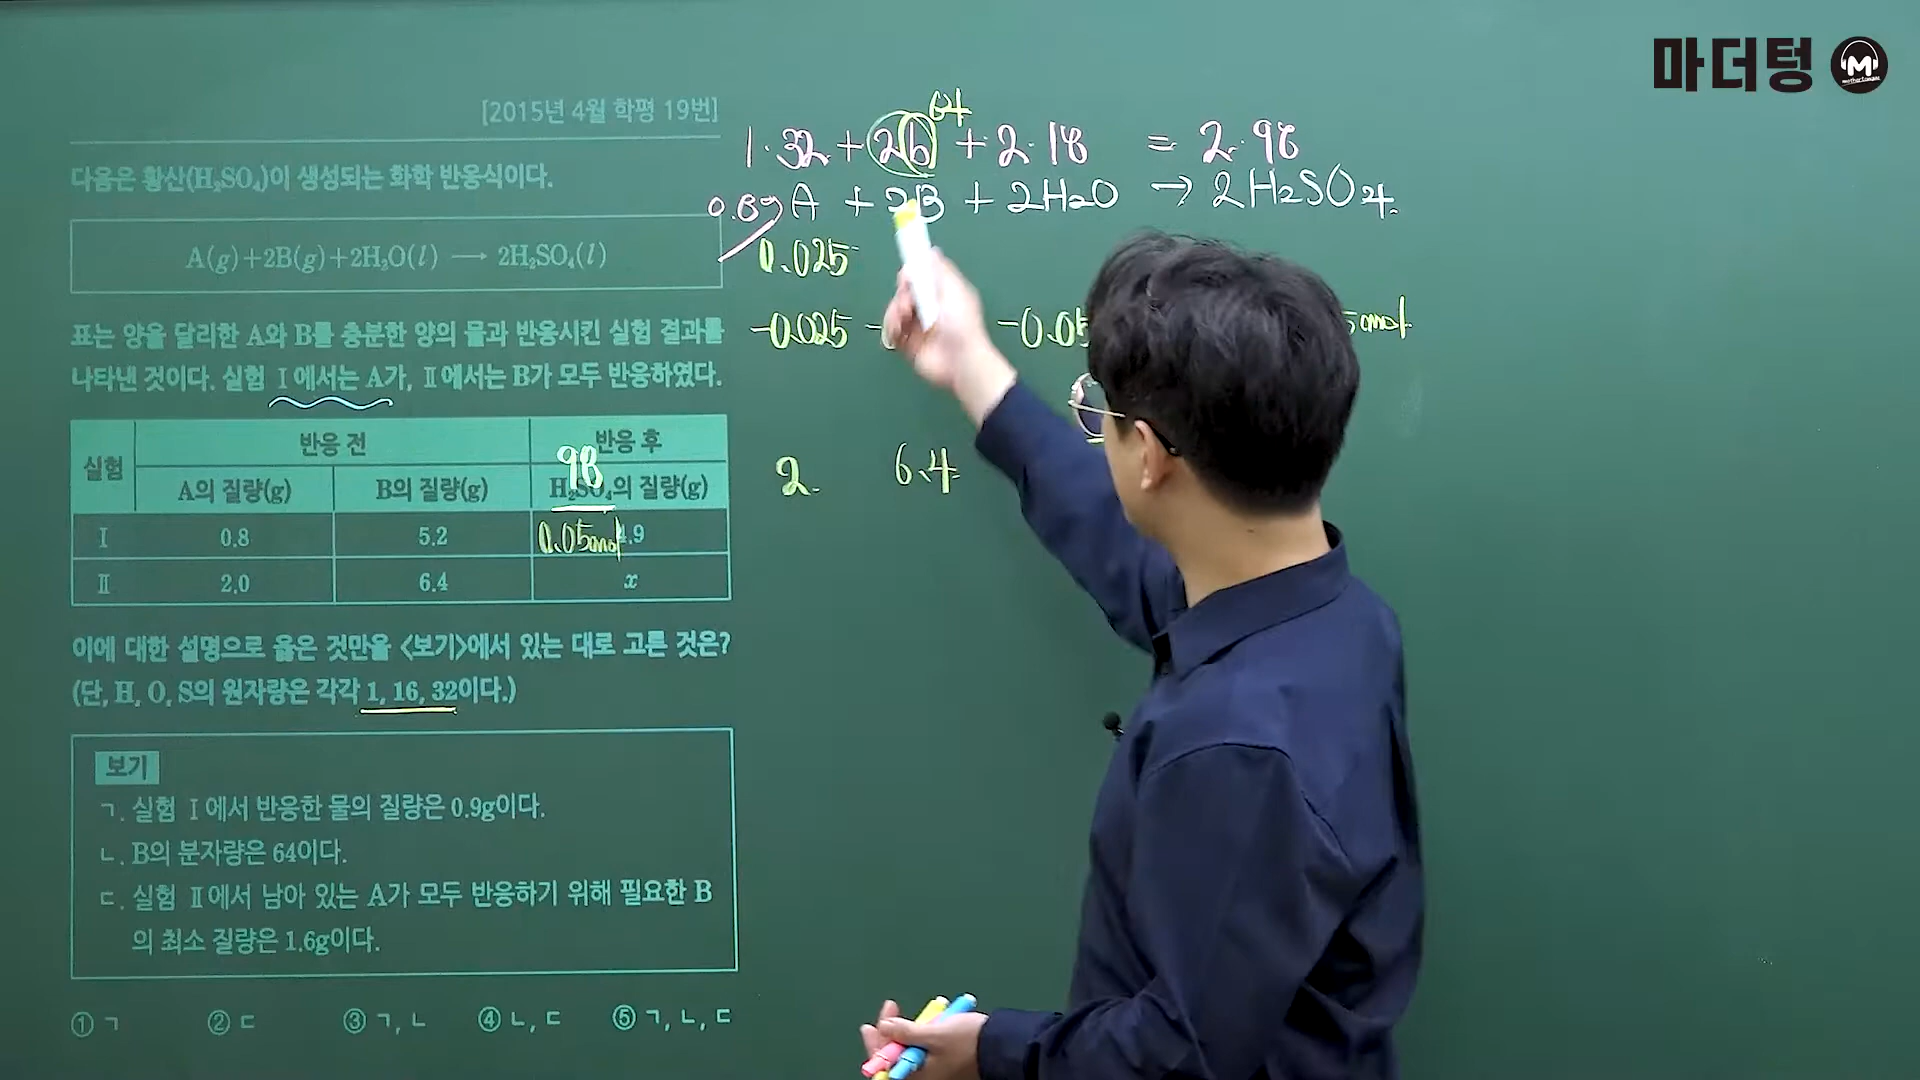 마더텅
[2015년 4월 학평 19번]
다음은 황산(H₂SO₄)이 생성되는 화학 반응식이다.
A(g)+2B(g)+2H₂O(l) ⟶ 2H₂SO₄(l)
표는 양을 달리한 A와 B를 충분한 양의 물과 반응시킨 실험 결과를
나타낸 것이다. 실험 Ⅰ에서는 A가, Ⅱ에서는 B가 모두 반응하였다.
실험 반응 전 반응 후
A의 질량(g) B의 질량(g) H₂SO₄의 질량(g)
98
Ⅰ 0.8 5.2 4.9
0.05mol
Ⅱ 2.0 6.4 x
이에 대한 설명으로 옳은 것만을 <보기>에서 있는 대로 고른 것은?
(단, H, O, S의 원자량은 각각 1, 16, 32이다.)
보기
ㄱ. 실험 Ⅰ에서 반응한 물의 질량은 0.9g이다.
ㄴ. B의 분자량은 64이다.
ㄷ. 실험 Ⅱ에서 남아 있는 A가 모두 반응하기 위해 필요한 B
의 최소 질량은 1.6g이다.
① ㄱ ② ㄷ ③ ㄱ, ㄴ ④ ㄴ, ㄷ ⑤ ㄱ, ㄴ, ㄷ
64
1·32 + 2b + 2·18 = 2·98
0.8g A + 2B + 2H₂O → 2H₂SO₄
0.025
-0.025 -0.05 mol
2. 6.4